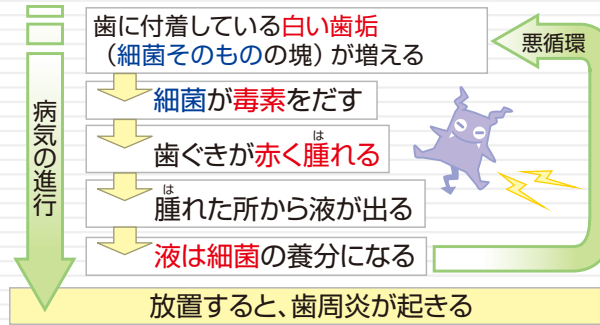 歯に付着している白い歯垢
（細菌そのものの塊）が増える
悪循環
細菌が毒素をだす
歯ぐきが赤く腫れる
は
腫れた所から液が出る
は
液は細菌の養分になる
病気の進行
放置すると、歯周炎が起きる